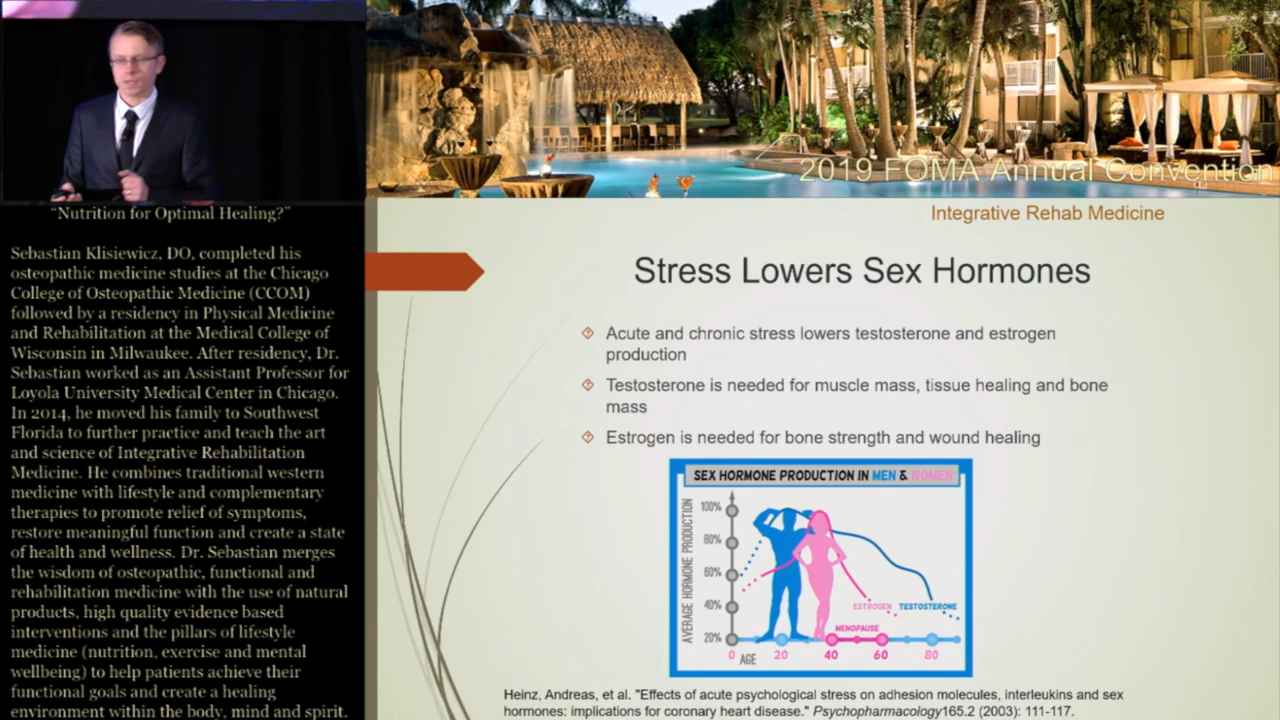 2019 FOMA Annual Convention
"Nutrition for Optimal Healing?"
Sebastian Klisiewicz, DO, completed his
osteopathic medicine studies at the Chicago
College of Osteopathic Medicine (CCOM)
followed by a residency in Physical Medicine
and Rehabilitation at the Medical College of
Wisconsin in Milwaukee. After residency, Dr.
Sebastian worked as an Assistant Professor for
Loyola University Medical Center in Chicago.
In 2014, he moved his family to Southwest
Florida to further practice and teach the art
and science of Integrative Rehabilitation
Medicine. He combines traditional western
medicine with lifestyle and complementary
therapies to promote relief of symptoms,
restore meaningful function and create a state
of health and wellness. Dr. Sebastian merges
the wisdom of osteopathic, functional and
rehabilitation medicine with the use of natural
products, high quality evidence based
interventions and the pillars of lifestyle
medicine (nutrition, exercise and mental
wellbeing) to help patients achieve their
functional goals and create a healing
environment within the body, mind and spirit.
Integrative Rehab Medicine
Stress Lowers Sex Hormones
Acute and chronic stress lowers testosterone and estrogen
production
Testosterone is needed for muscle mass, tissue healing and bone
mass
Estrogen is needed for bone strength and wound healing
SEX HORMONE PRODUCTION IN MEN & WOMEN
AVERAGE HORMONE PRODUCTION
100%
80%
60%
40%
20%
ESTROGEN TESTOSTERONE
MENOPAUSE
0 20 40 60 80
AGE
Heinz, Andreas, et al. "Effects of acute psychological stress on adhesion molecules, interleukins and sex
hormones: implications for coronary heart disease." Psychopharmacology165.2 (2003): 111-117.